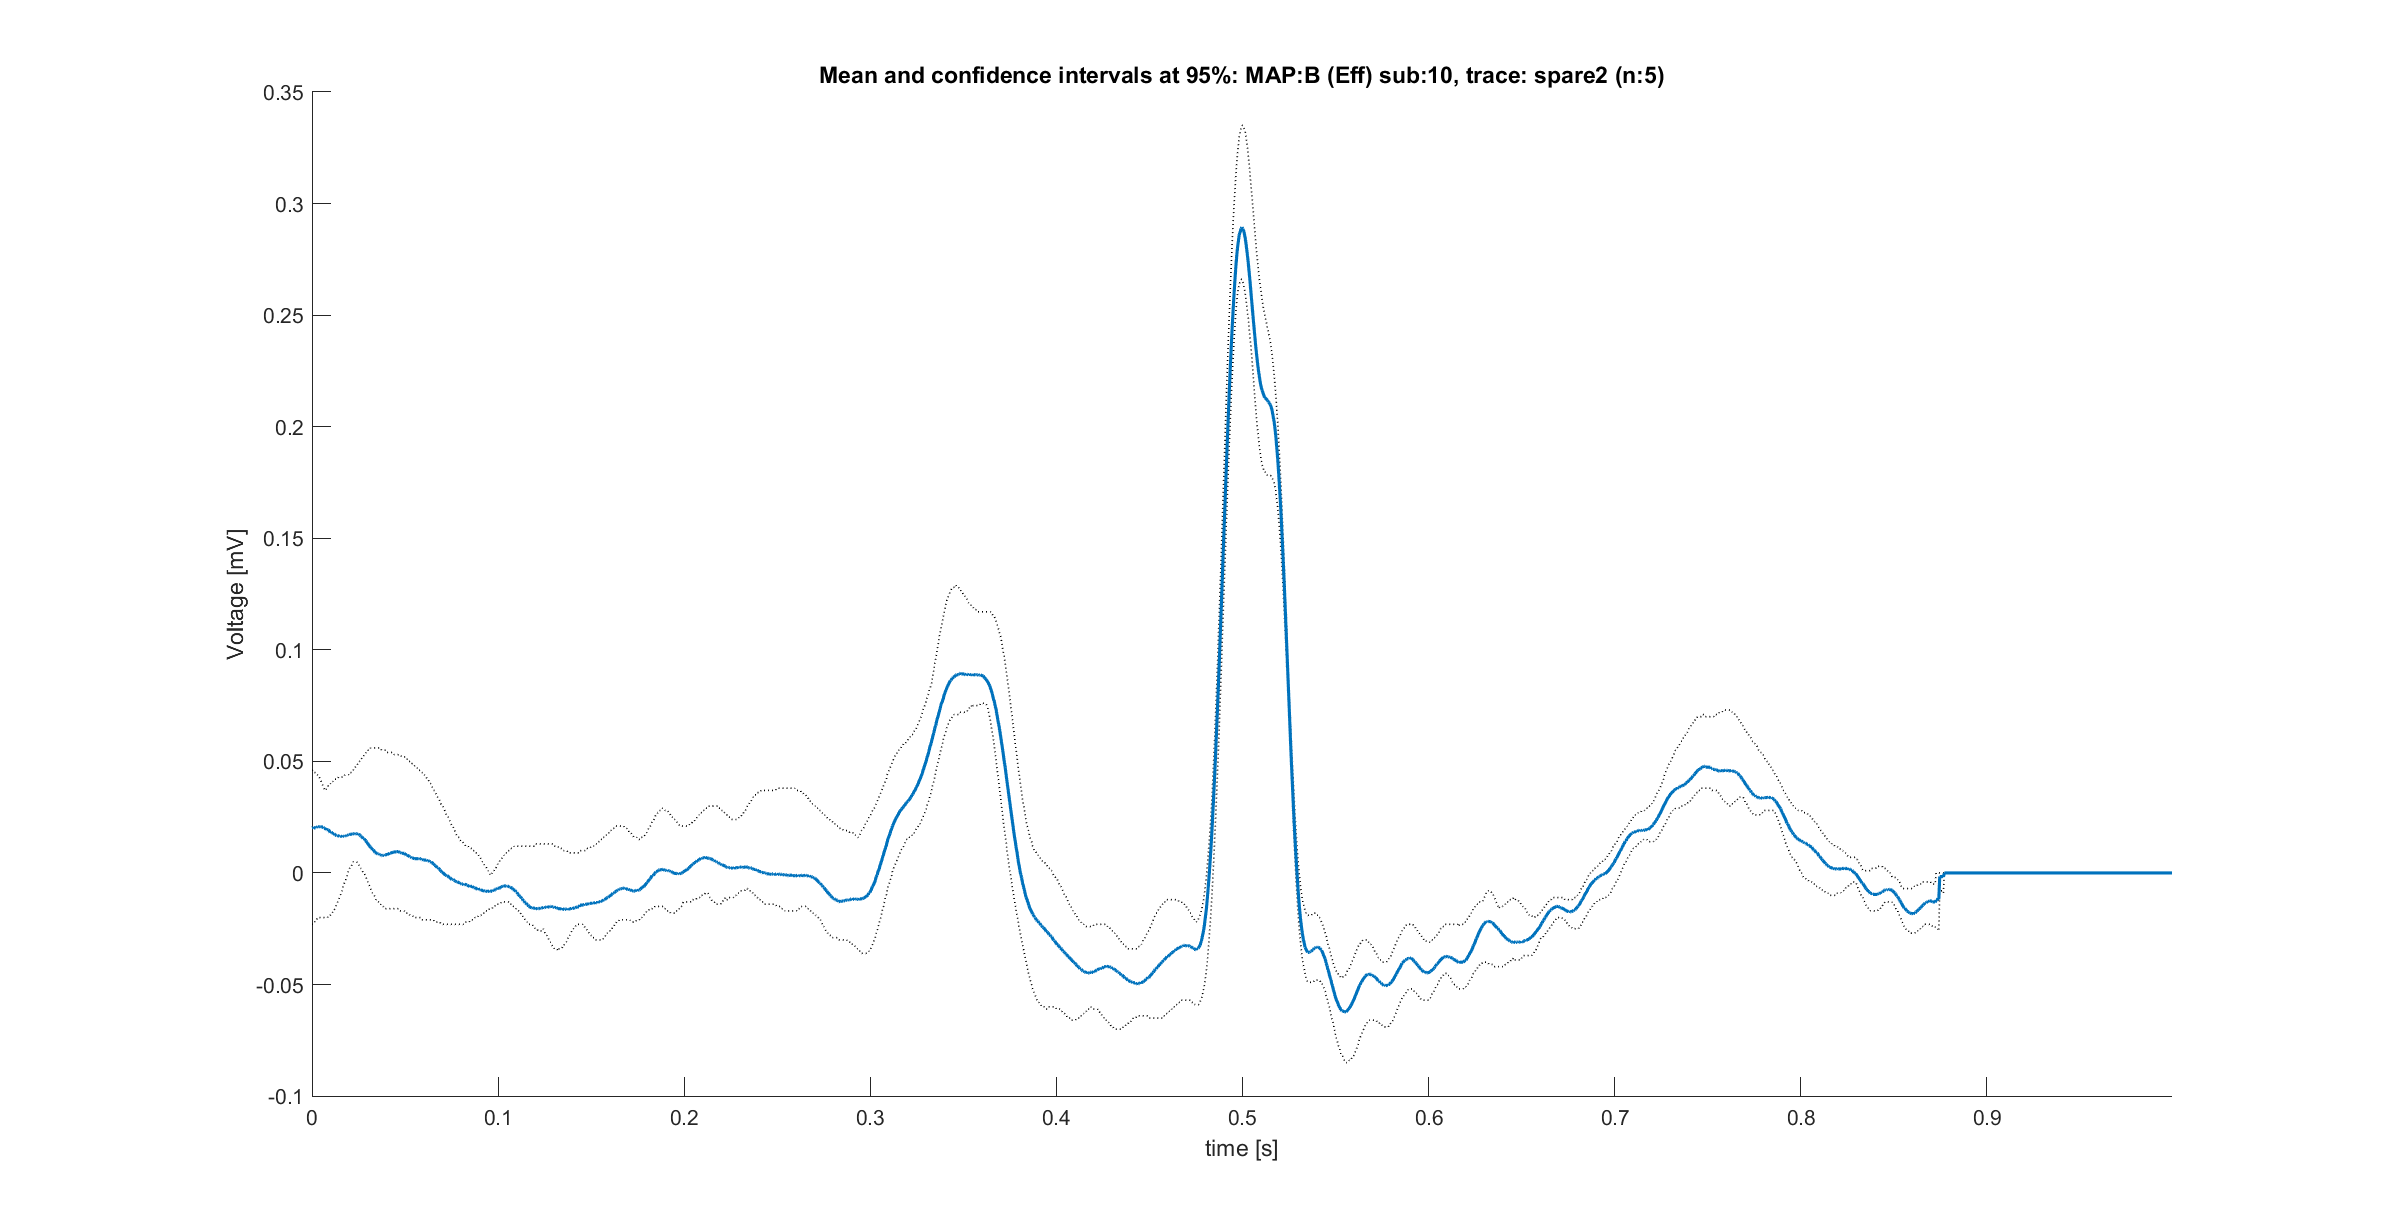 Mean and confidence intervals at 95%: MAP:B (Eff) sub:10, trace: spare2 (n:5)
0.35
0.3
0.25
0.2
0.15
0.1
0.05
0
-0.05
-0.1
Voltage [mV]
0 0.1 0.2 0.3 0.4 0.5 0.6 0.7 0.8 0.9
time [s]